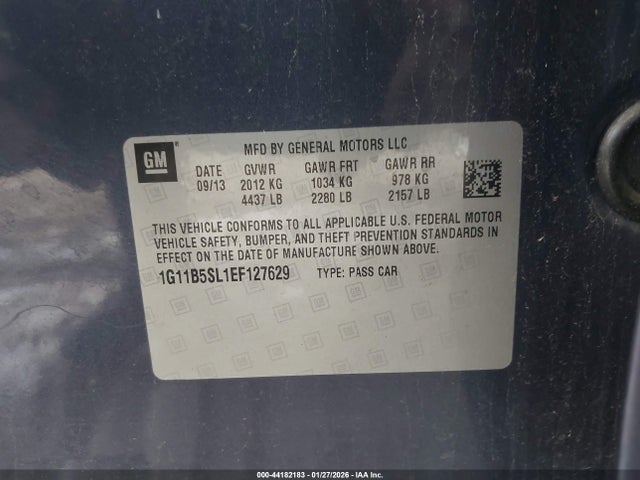 GM
MFD BY GENERAL MOTORS LLC
DATE GVWR GAWR FRT GAWR RR
09/13 2012 KG 1034 KG 978 KG
4437 LB 2280 LB 2157 LB
THIS VEHICLE CONFORMS TO ALL APPLICABLE U.S. FEDERAL MOTOR
VEHICLE SAFETY, BUMPER, AND THEFT PREVENTION STANDARDS IN
EFFECT ON THE DATE OF MANUFACTURE SHOWN ABOVE.
1G11B5SL1EF127629 TYPE: PASS CAR
000-44182183 | 01/27/2026 | IAA Inc.